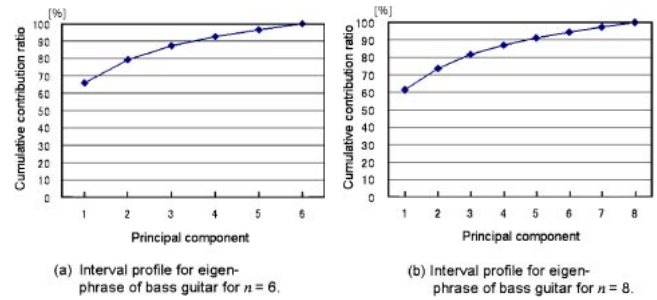 [%]
100
90
80
70
60
50
40
30
20
10
0
Cumulative contribution ratio
1 2 3 4 5 6
Principal component
(a) Interval profile for eigen-
phrase of bass guitar for n = 6.
[%]
100
90
80
70
60
50
40
30
20
10
0
Cumulative contribution ratio
1 2 3 4 5 6 7 8
Principal component
(b) Interval profile for eigen-
phrase of bass guitar for n = 8.